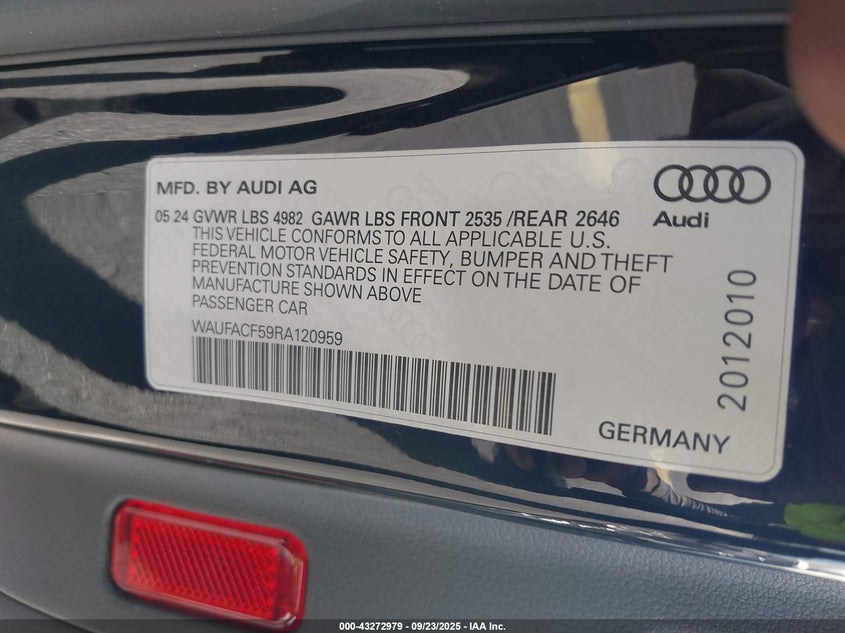 MFD. BY AUDI AG
Audi
05 24 GVWR LBS 4982 GAWR LBS FRONT 2535 /REAR 2646
THIS VEHICLE CONFORMS TO ALL APPLICABLE U.S.
FEDERAL MOTOR VEHICLE SAFETY, BUMPER AND THEFT
PREVENTION STANDARDS IN EFFECT ON THE DATE OF
MANUFACTURE SHOWN ABOVE
PASSENGER CAR
WAUFACF59RA120959
2012010
GERMANY
000-43272979 - 09/23/2025 - IAA Inc.